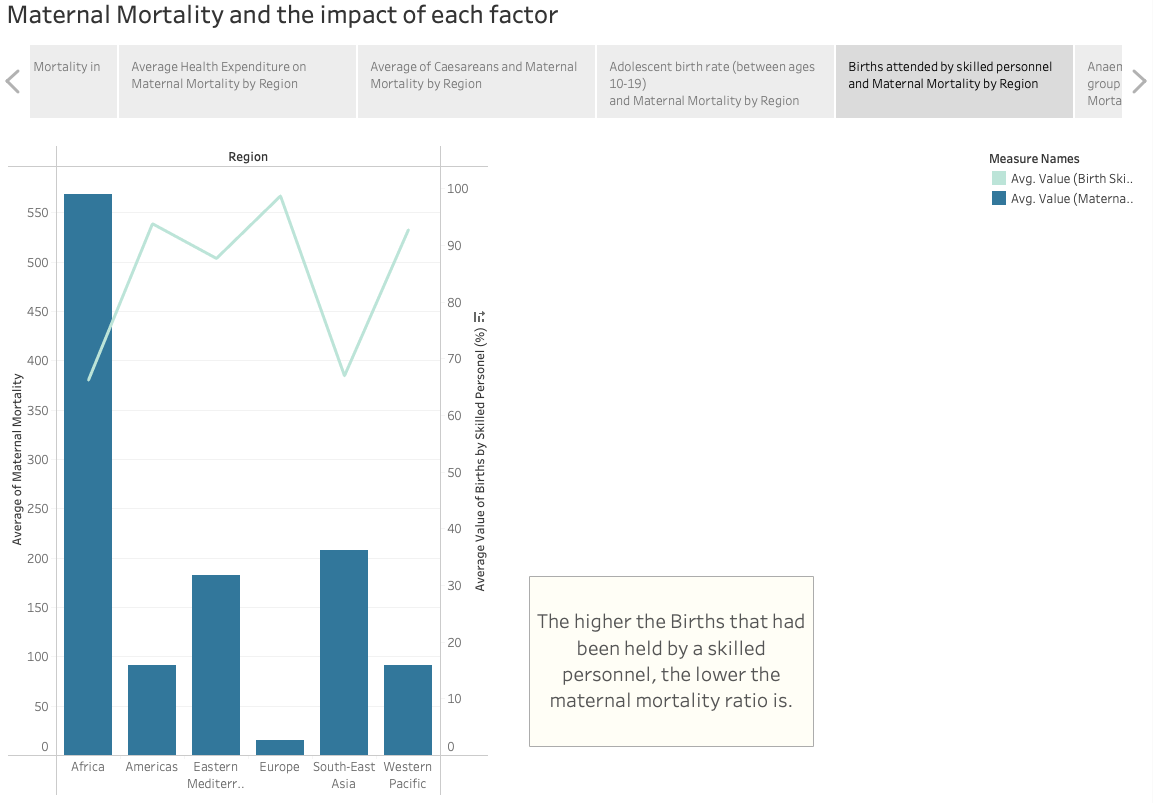 Maternal Mortality and the impact of each factor
Mortality in
Average Health Expenditure on
Maternal Mortality by Region
Average of Caesareans and Maternal
Mortality by Region
Adolescent birth rate (between ages
10-19)
and Maternal Mortality by Region
Births attended by skilled personnel
and Maternal Mortality by Region
Anaen
group
Morta
Region
Measure Names
Avg. Value (Birth Ski..
Avg. Value (Materna..
Average of Maternal Mortality
550
500
450
400
350
300
250
200
150
100
50
0
100
90
80
70
60
50
40
30
20
10
0
Average Value of Births by Skilled Personel (%)
The higher the Births that had
been held by a skilled
personnel, the lower the
maternal mortality ratio is.
Africa
Americas
Eastern
Mediterr..
Europe
South-East
Asia
Western
Pacific